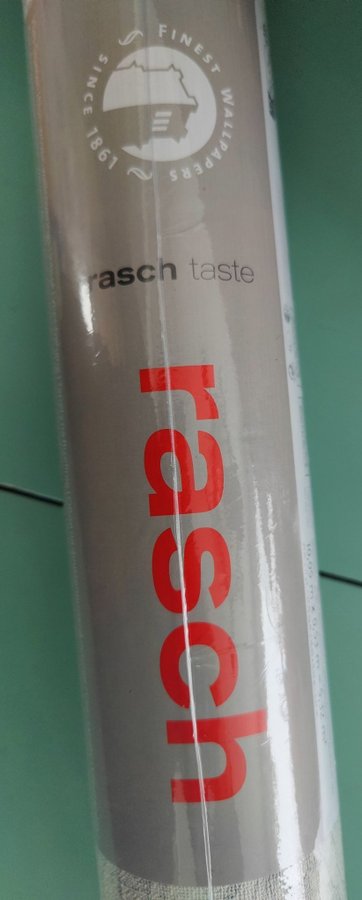 FINEST WALLPAPERS
SINCE 1861
rasch taste
rasch